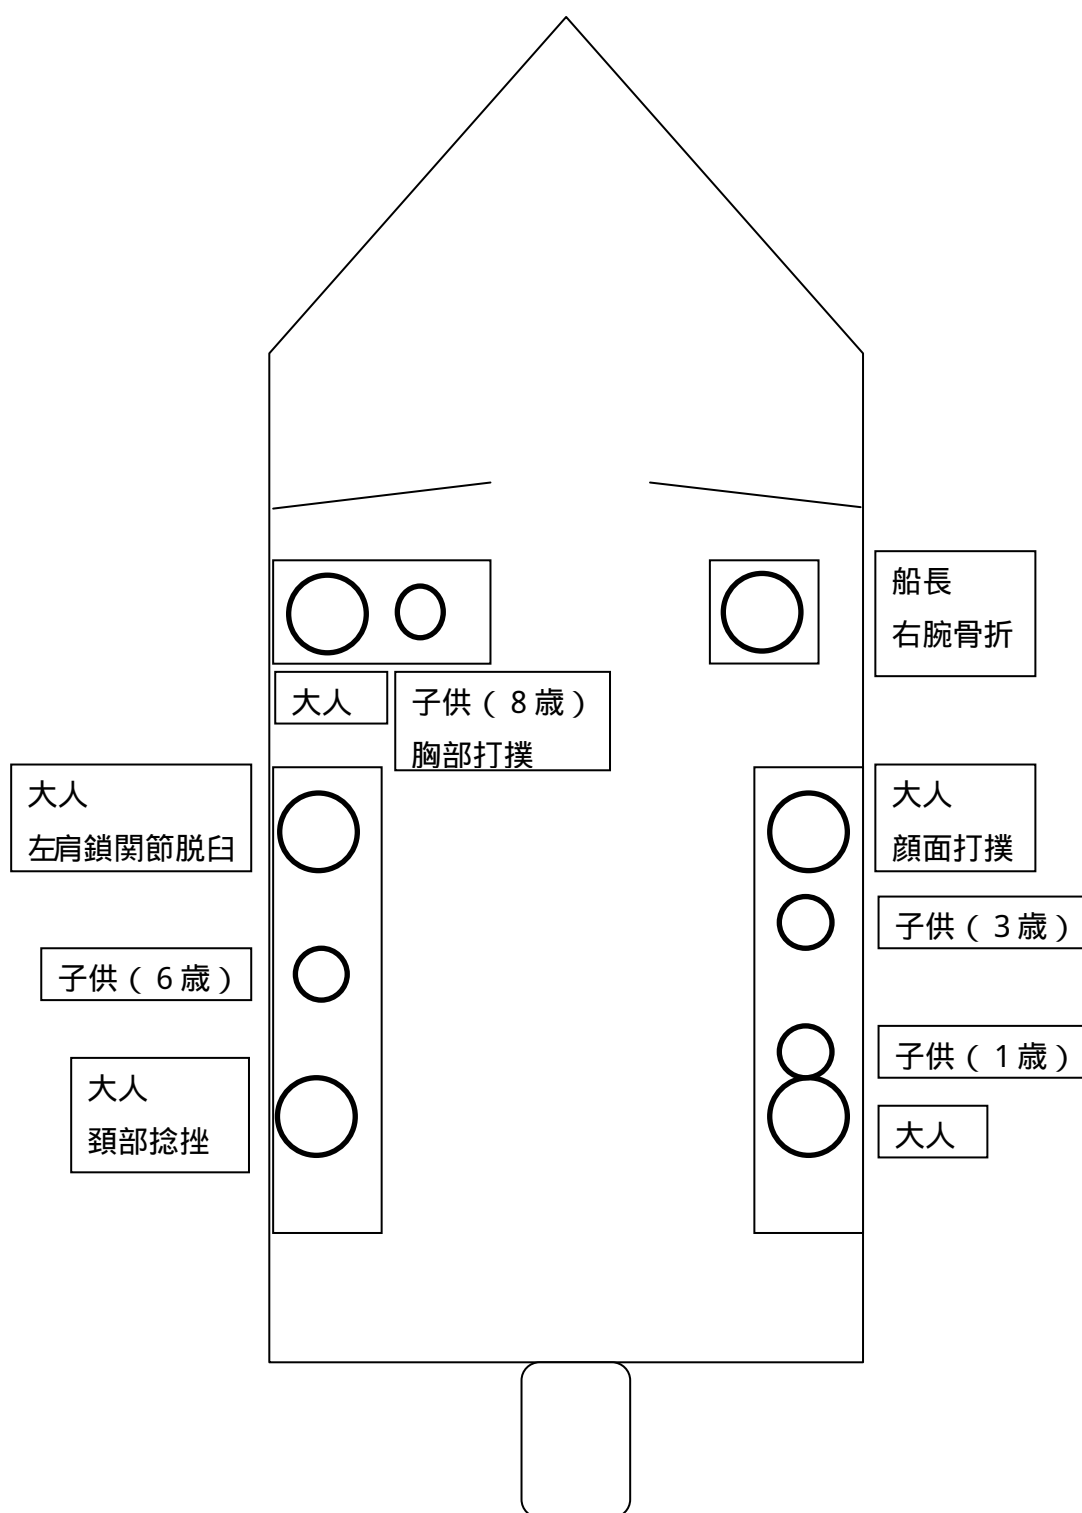 船長
右腕骨折
大人
子供(8歳)
胸部打撲
大人
左肩鎖関節脱臼
大人
顔面打撲
子供(3歳)
子供(6歳)
子供(1歳)
大人
頚部捻挫
大人